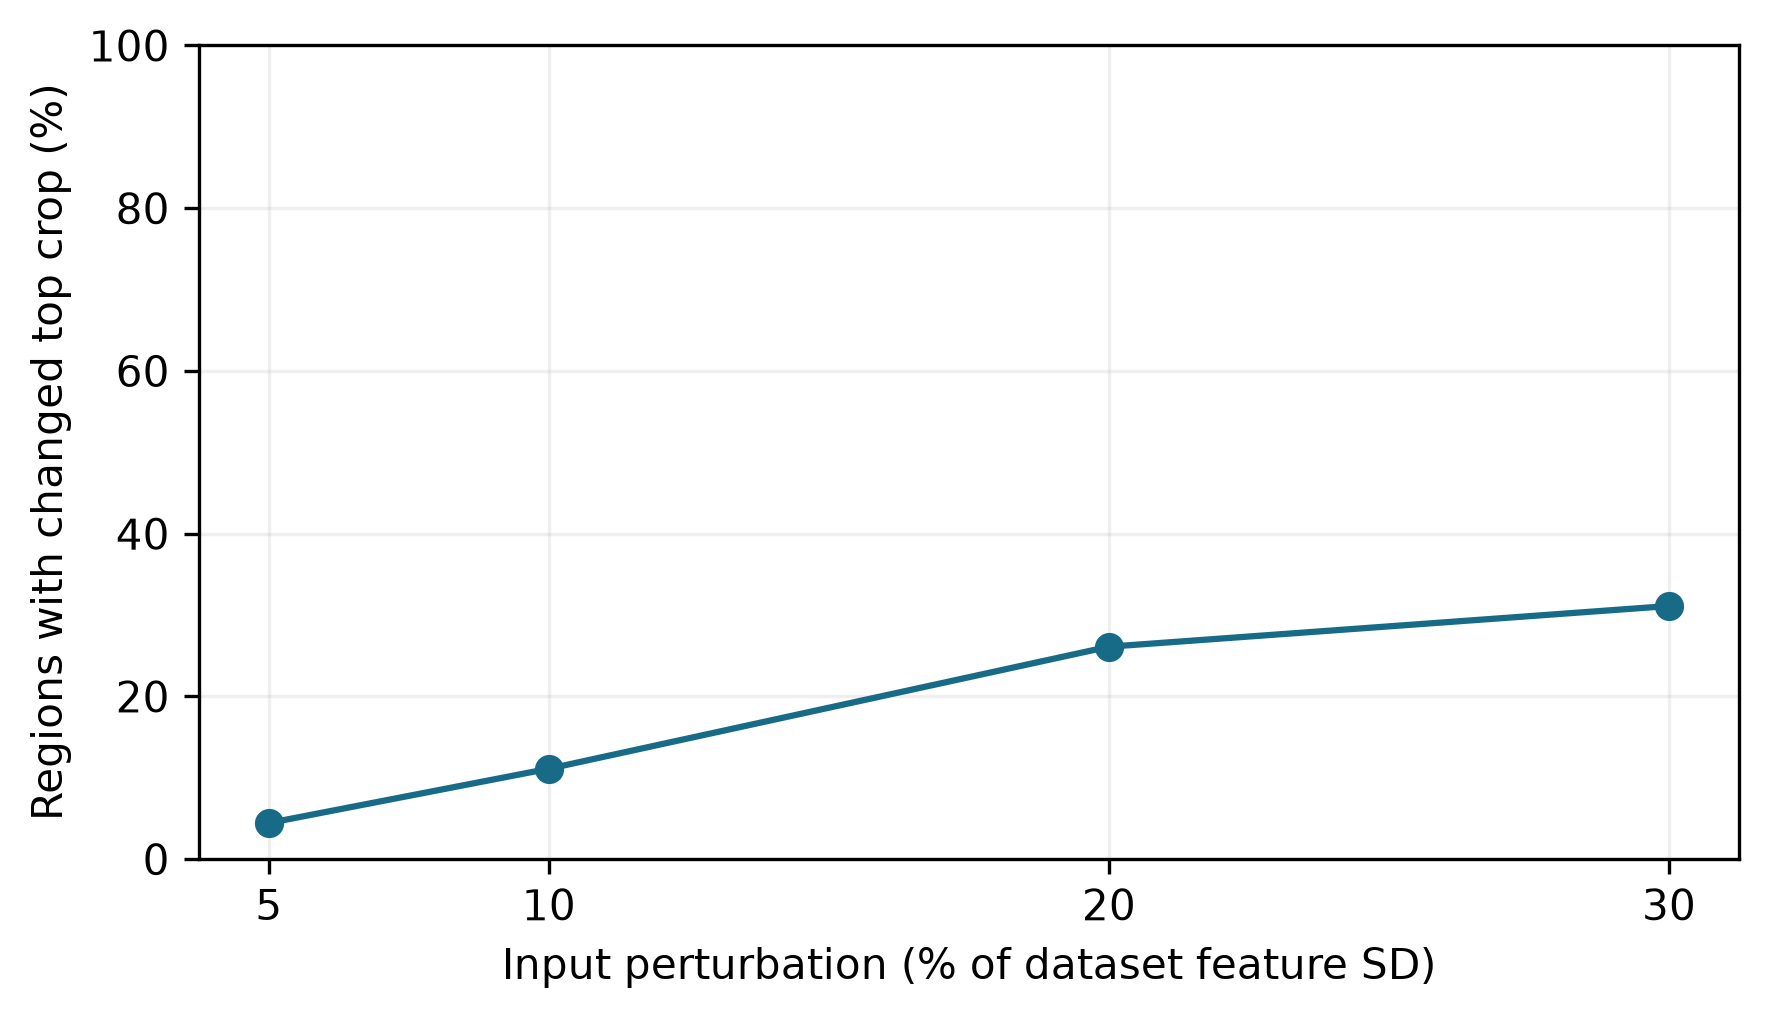 100
80
60
40
20
0
Regions with changed top crop (%)
5 10 20 30
Input perturbation (% of dataset feature SD)